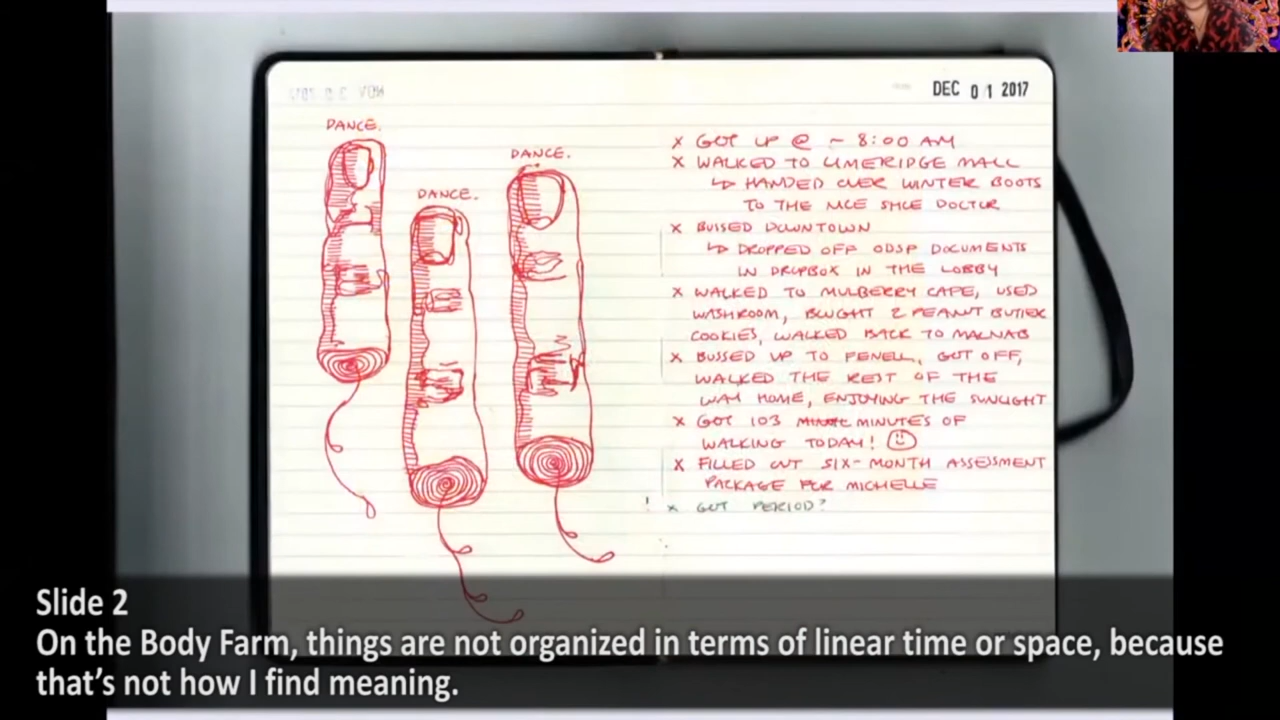 DEC 01 2017
DANCE.
DANCE.
DANCE.
x GOT UP @ ~ 8:00 AM
x WALKED TO LIMERIDGE MALL
↳ HANDED OVER WINTER BOOTS
TO THE NICE SHOE DOCTOR
x BUSSED DOWNTOWN
↳ DROPPED OFF ODSP DOCUMENTS
IN DROPBOX IN THE LOBBY
x WALKED TO MULBERRY CAFE, USED
WASHROOM, BOUGHT 2 PEANUT BUTTER
COOKIES, WALKED BACK TO MACNAB
x BUSSED UP TO FENELL, GOT OFF,
WALKED THE REST OF THE
WAY HOME, ENJOYING THE SUNLIGHT
x GOT 103 MINUTES OF
WALKING TODAY!
x FILLED OUT SIX-MONTH ASSESSMENT
PACKAGE FOR MICHELLE
! x GOT PERIOD?
Slide 2
On the Body Farm, things are not organized in terms of linear time or space, because
that's not how I find meaning.